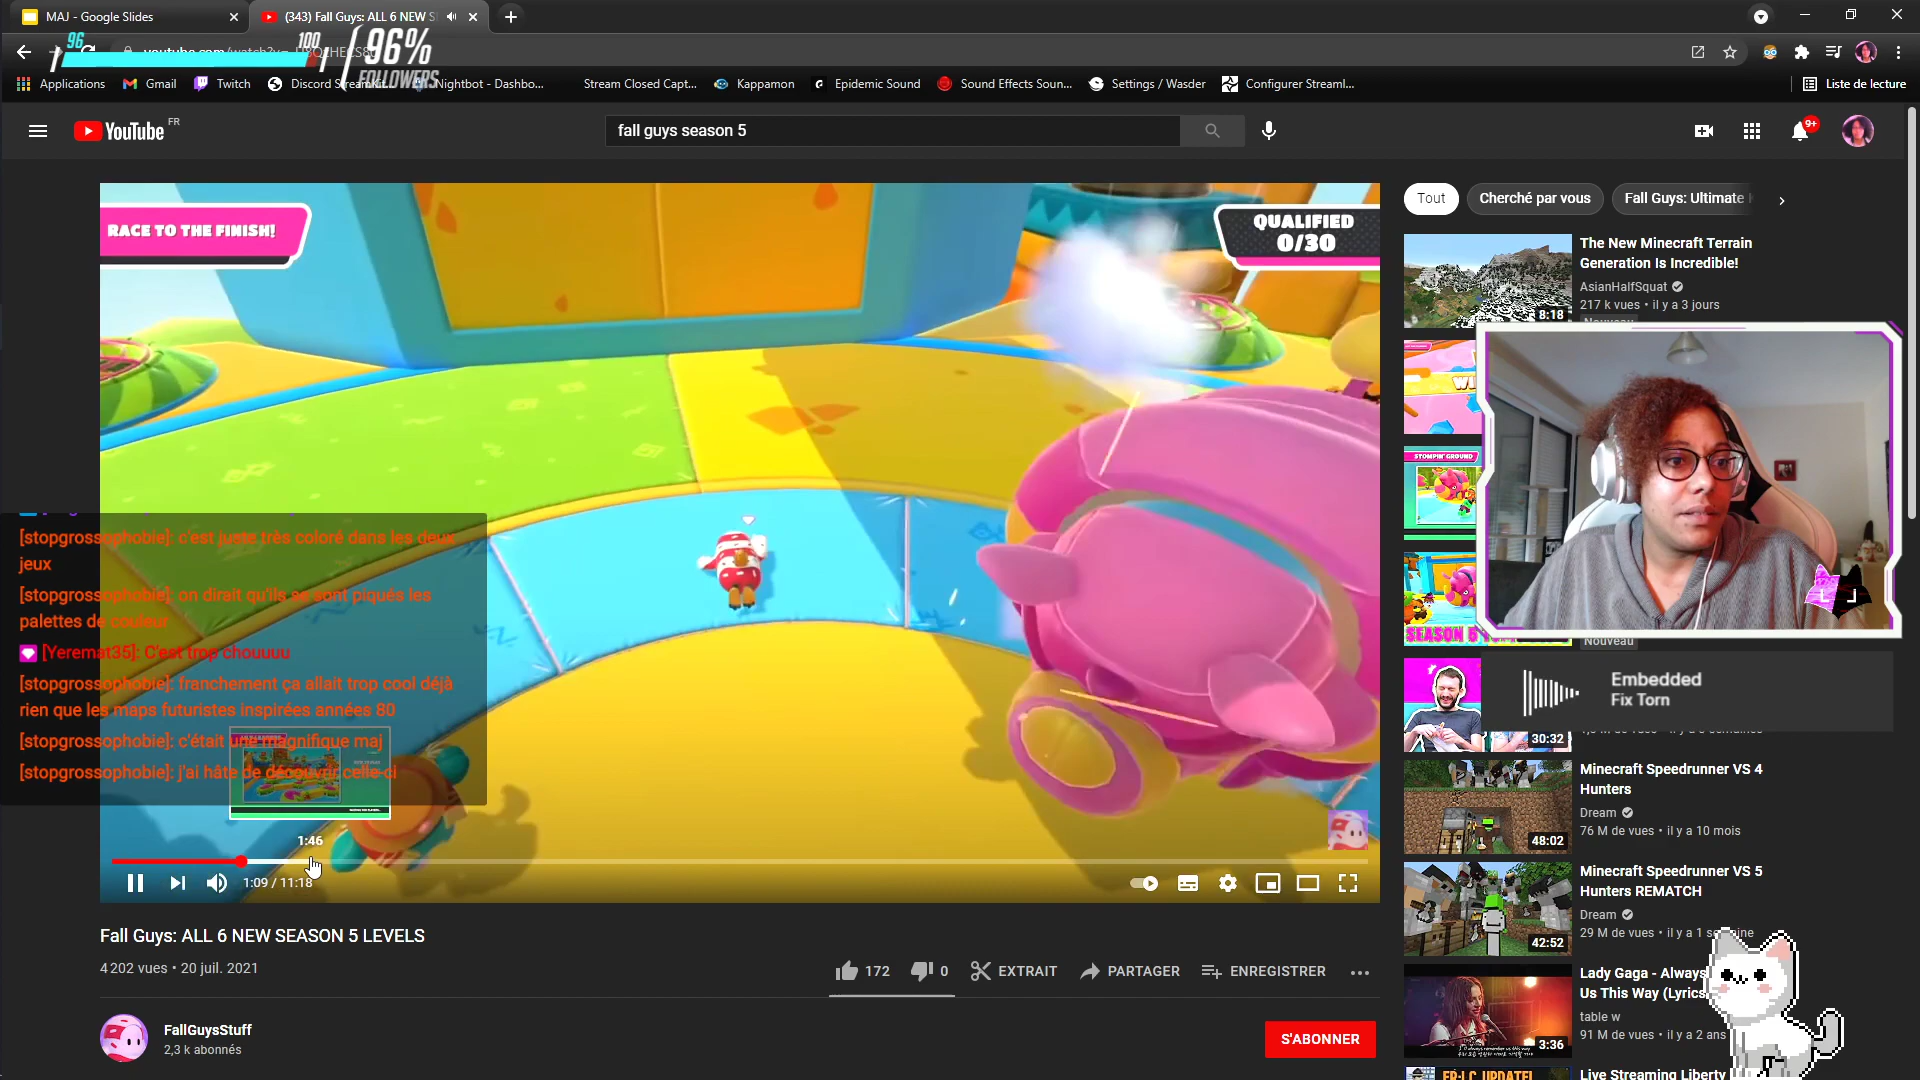 MAJ - Google Slides
(343) Fall Guys: ALL 6 NEW S
96
100
96%
FOLLOWERS
Applications
Gmail
Twitch
Discord
Nightbot - Dashbo...
Stream Closed Capt...
Kappamon
Epidemic Sound
Sound Effects Soun...
Settings / Wasder
Configurer Streaml...
Liste de lecture
YouTube FR
fall guys season 5
9+
RACE TO THE FINISH!
QUALIFIED
0/30
Tout
Cherché par vous
Fall Guys: Ultimate
The New Minecraft Terrain
Generation Is Incredible!
AsianHalfSquat
217 k vues • il y a 3 jours
8:18
Nouveau
STOMPIN' GROUND
SEASON 5
Nouveau
[stopgrossophobie]: c'est juste très coloré dans les deux
jeux
[stopgrossophobie]: on dirait qu'ils se sont piqués les
palettes de couleur
[Yeremat35]: C'est trop chouuuu
[stopgrossophobie]: franchement ça allait trop cool déjà
rien que les maps futuristes inspirées années 80
[stopgrossophobie]: c'était une magnifique maj
[stopgrossophobie]: j'ai hâte de découvrir celle-ci
1:46
1:09 / 11:18
L J
Embedded
Fix Torn
30:32
Minecraft Speedrunner VS 4
Hunters
Dream
76 M de vues • il y a 10 mois
48:02
Minecraft Speedrunner VS 5
Hunters REMATCH
Dream
29 M de vues • il y a 1 semaine
42:52
Lady Gaga - Always
Us This Way (Lyrics
table w
91 M de vues • il y a 2 ans
3:36
Live Streaming Liberty
Fall Guys: ALL 6 NEW SEASON 5 LEVELS
4 202 vues • 20 juil. 2021
172
0
EXTRAIT
PARTAGER
ENREGISTRER
FallGuysStuff
2,3 k abonnés
S'ABONNER